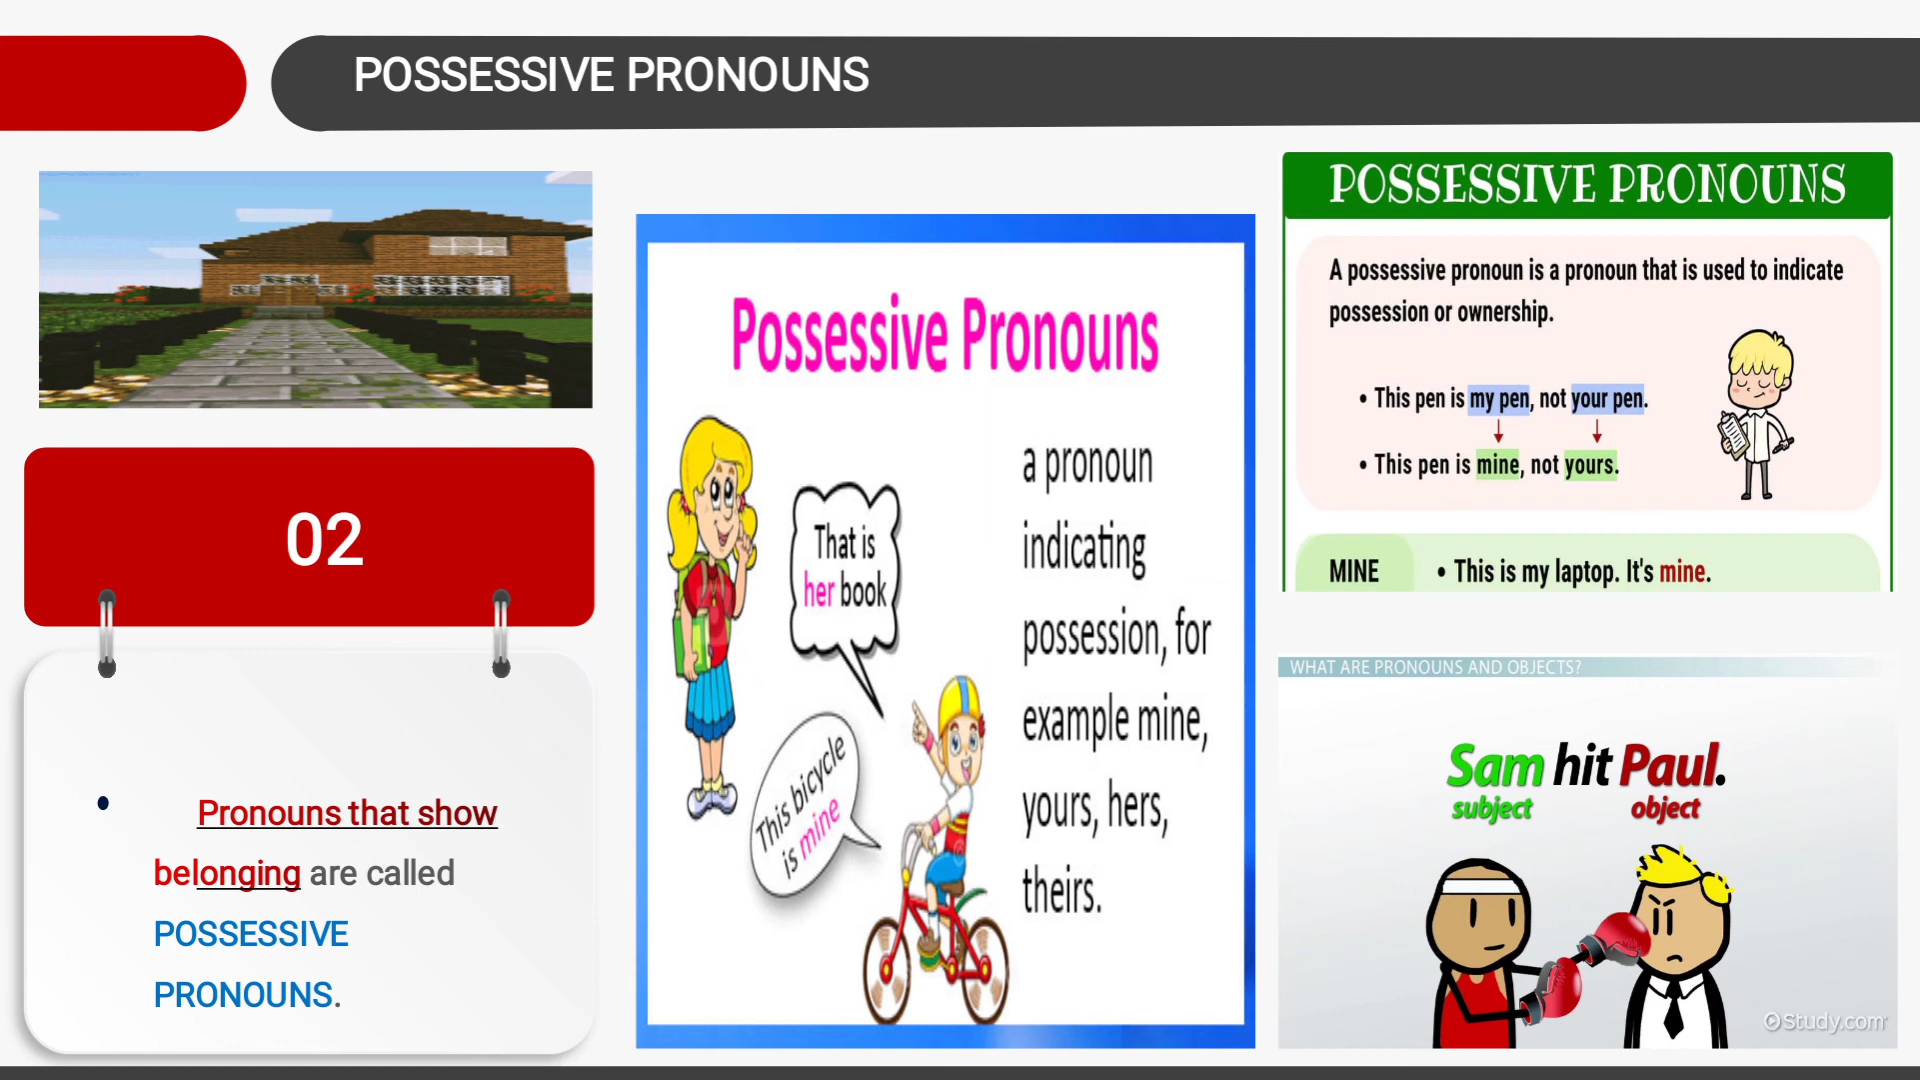 POSSESSIVE PRONOUNS
02
• Pronouns that show
belonging are called
POSSESSIVE
PRONOUNS.
Possessive Pronouns
That is
her book
This bicycle
is mine
a pronoun
indicating
possession, for
example mine,
yours, hers,
theirs.
POSSESSIVE PRONOUNS
A possessive pronoun is a pronoun that is used to indicate
possession or ownership.
• This pen is my pen, not your pen.
• This pen is mine, not yours.
MINE • This is my laptop. It's mine.
WHAT ARE PRONOUNS AND OBJECTS?
Sam hit Paul.
subject object
Study.com